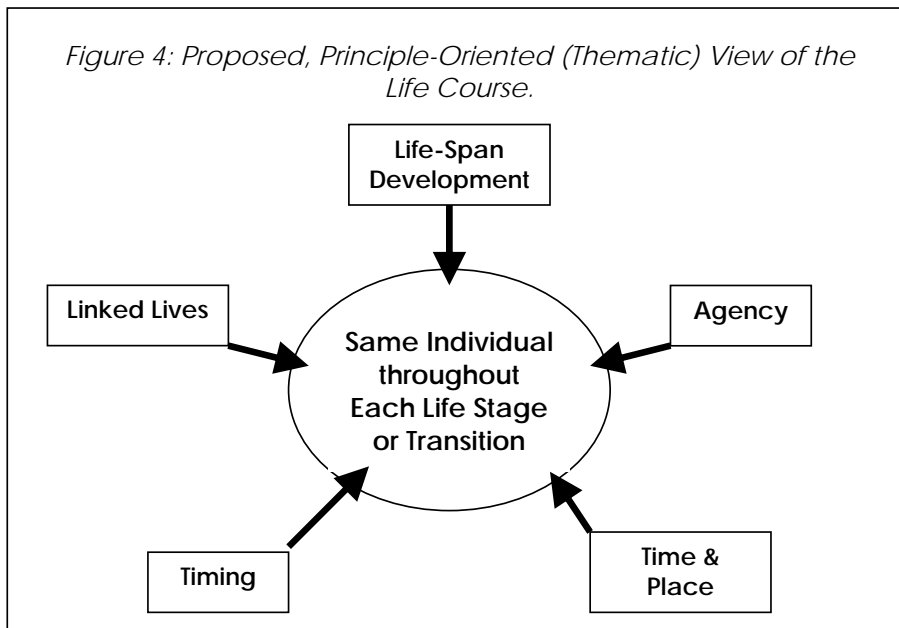 Figure 4: Proposed, Principle-Oriented (Thematic) View of the
Life Course.
Life-Span
Development
Linked Lives
Agency
Same Individual
throughout
Each Life Stage
or Transition
Timing
Time &
Place